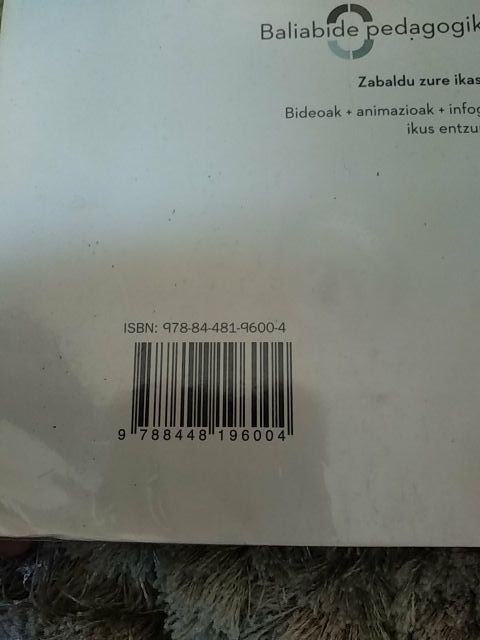 Baliabide pedagogik
Zabaldu zure ikas
Bideoak + animazioak + infog
ikus entzu
ISBN: 978-84-481-9600-4
9 788448 196004